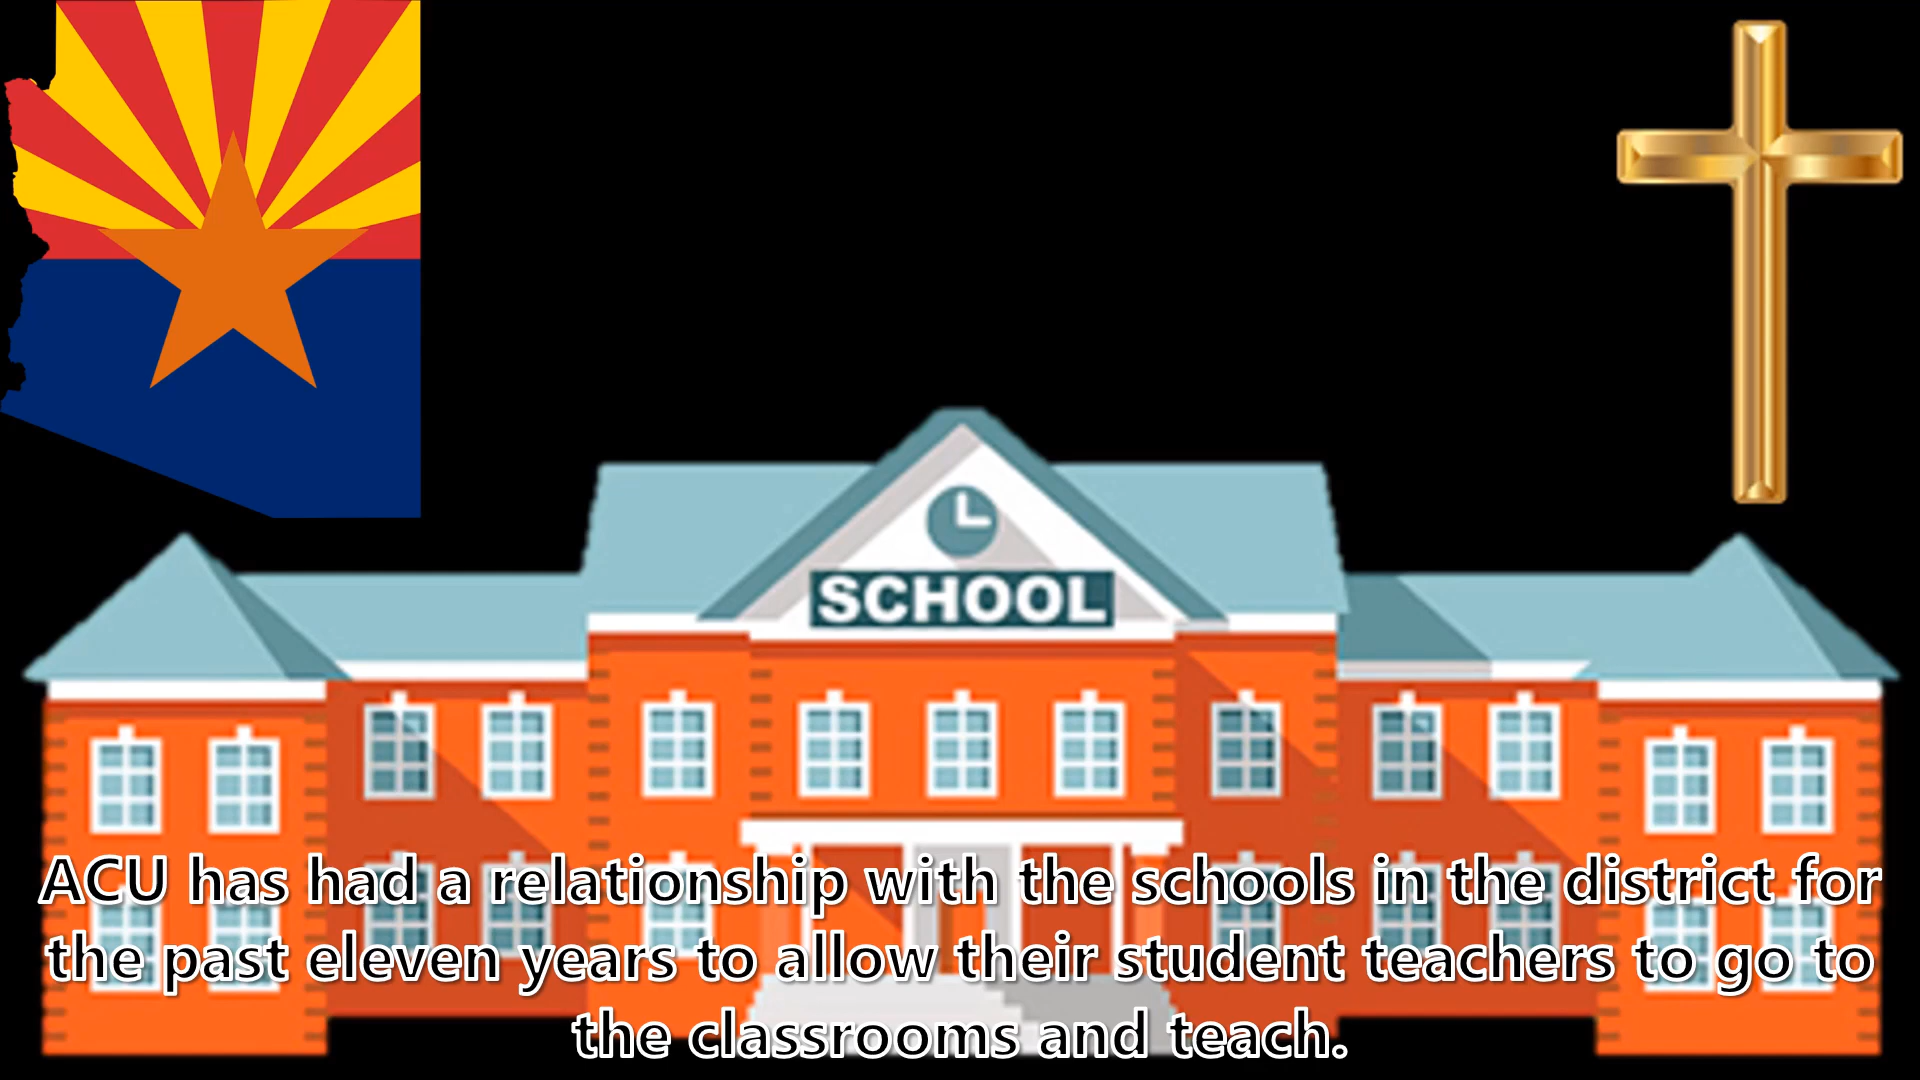 SCHOOL
ACU has had a relationship with the schools in the district for
the past eleven years to allow their student teachers to go to
the classrooms and teach.